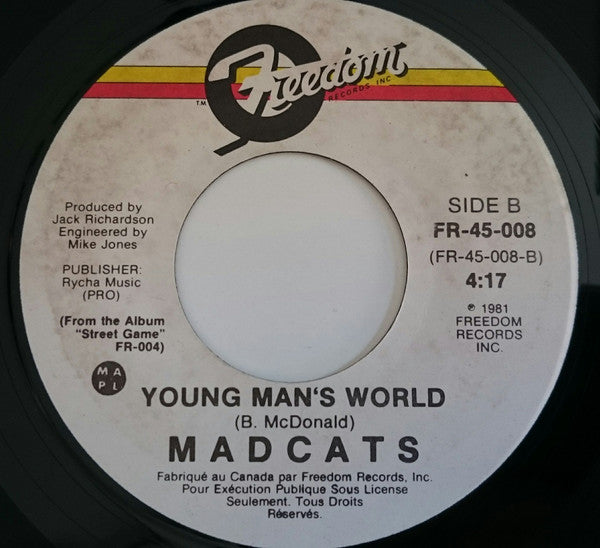 Freedom
RECORDS INC.
TM
Produced by
Jack Richardson
Engineered by
Mike Jones
PUBLISHER:
Rycha Music
(PRO)
(From the Album
"Street Game"
FR-004)
SIDE B
FR-45-008
(FR-45-008-B)
4:17
℗ 1981
FREEDOM
RECORDS
INC.
M A
P L
YOUNG MAN'S WORLD
(B. McDonald)
MADCATS
Fabriqué au Canada par Freedom Records, Inc.
Pour Exécution Publique Sous License
Seulement. Tous Droits
Réservés.